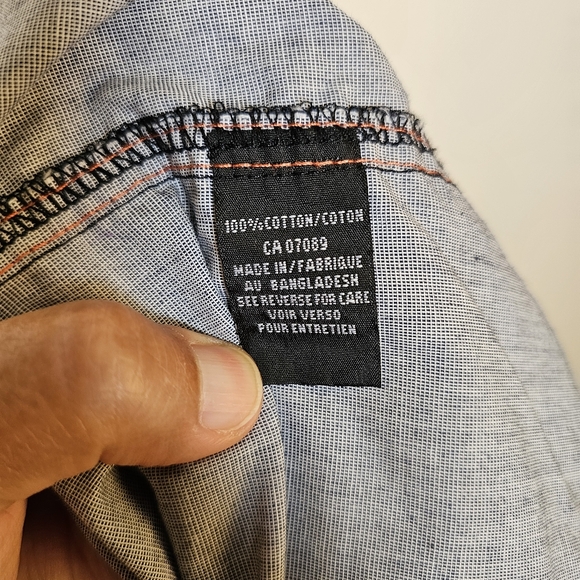 100%COTTON/COTON
CA 07089
MADE IN/FABRIQUE
AU BANGLADESH
SEE REVERSE FOR CARE
VOIR VERSO
POUR ENTRETIEN